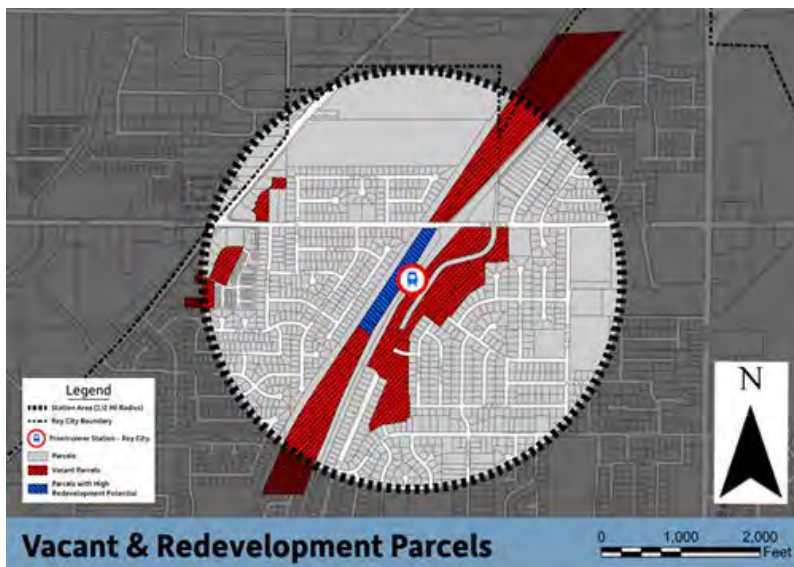 Legend
Station Area (1/2 Mi Radius)
Roy City Boundary
Frontrunner Station - Roy City
Parcels
Vacant Parcels
Parcels with High
Redevelopment Potential
N
Vacant & Redevelopment Parcels
0 1,000 2,000
Feet